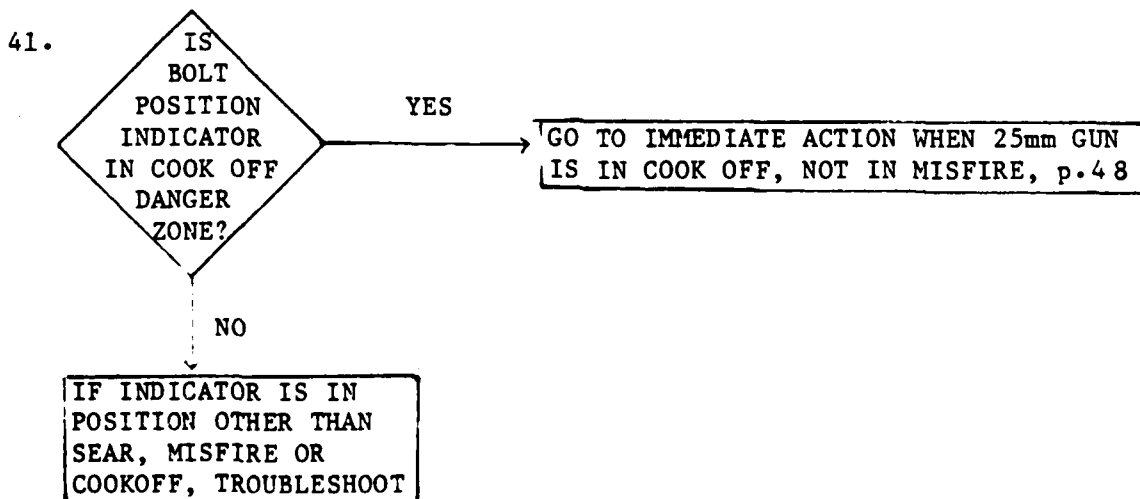 41.
IS
BOLT
POSITION
INDICATOR
IN COOK OFF
DANGER
ZONE?
YES
GO TO IMMEDIATE ACTION WHEN 25mm GUN
IS IN COOK OFF, NOT IN MISFIRE, p.48
NO
IF INDICATOR IS IN
POSITION OTHER THAN
SEAR, MISFIRE OR
COOKOFF, TROUBLESHOOT